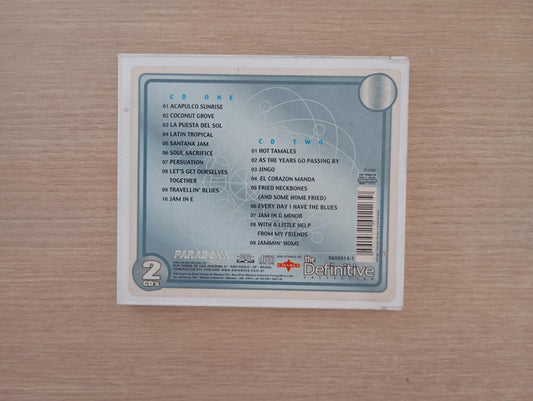 CD ONE
01 ACAPULCO SUNRISE
02 COCONUT GROVE
03 LA PUESTA DEL SOL
04 LATIN TROPICAL
05 SANTANA JAM
06 SOUL SACRIFICE
07 PERSUATION
08 LET'S GET OURSELVES
TOGETHER
09 TRAVELLIN' BLUES
10 JAM IN E
CD TWO
01 HOT TAMALES
02 AS THE YEARS GO PASSING BY
03 JINGO
04 EL CORAZON MANDA
05 FRIED NECKBONES
(AND SOME HOME FRIED)
06 EVERY DAY I HAVE THE BLUES
07 JAM IN G MINOR
08 WITH A LITTLE HELP
FROM MY FRIENDS
09 JAMMIN' HOME
2
CD's
PARADOXX
the
Definitive
COLLECTION